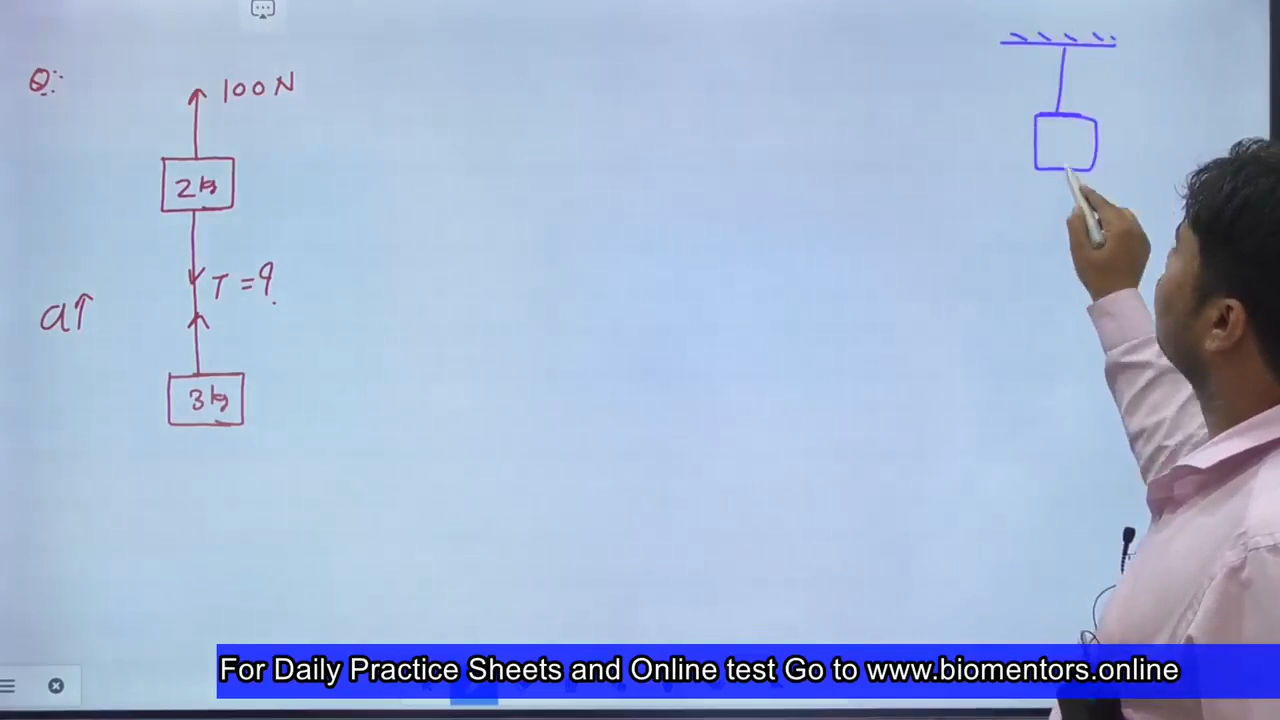 Q:
100 N
2kg
T = ?
a↑
3kg
For Daily Practice Sheets and Online test Go to www.biomentors.online